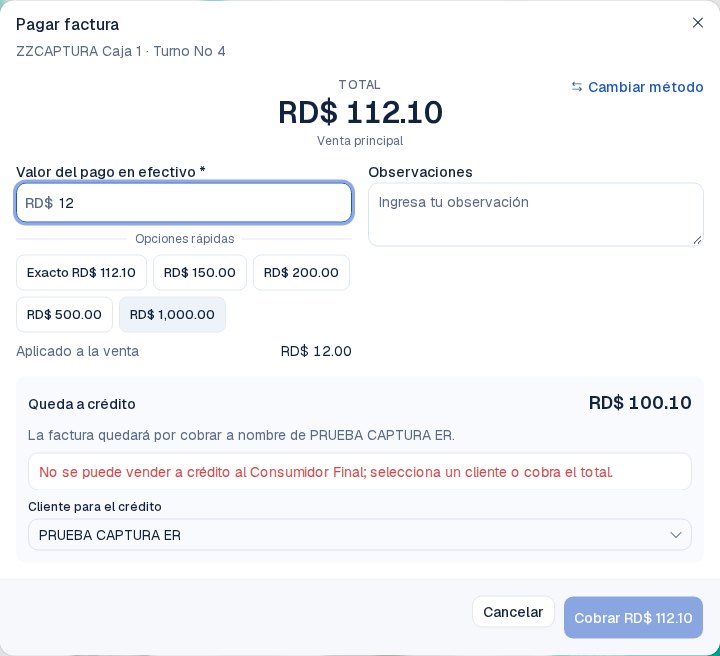 Pagar factura
ZZCAPTURA Caja 1 · Turno No 4
TOTAL
Cambiar método
RD$ 112.10
Venta principal
Valor del pago en efectivo *
Observaciones
RD$ 12
Ingresa tu observación
Opciones rápidas
Exacto RD$ 112.10
RD$ 150.00
RD$ 200.00
RD$ 500.00
RD$ 1,000.00
Aplicado a la venta
RD$ 12.00
Queda a crédito
RD$ 100.10
La factura quedará por cobrar a nombre de PRUEBA CAPTURA ER.
No se puede vender a crédito al Consumidor Final; selecciona un cliente o cobra el total.
Cliente para el crédito
PRUEBA CAPTURA ER
Cancelar
Cobrar RD$ 112.10